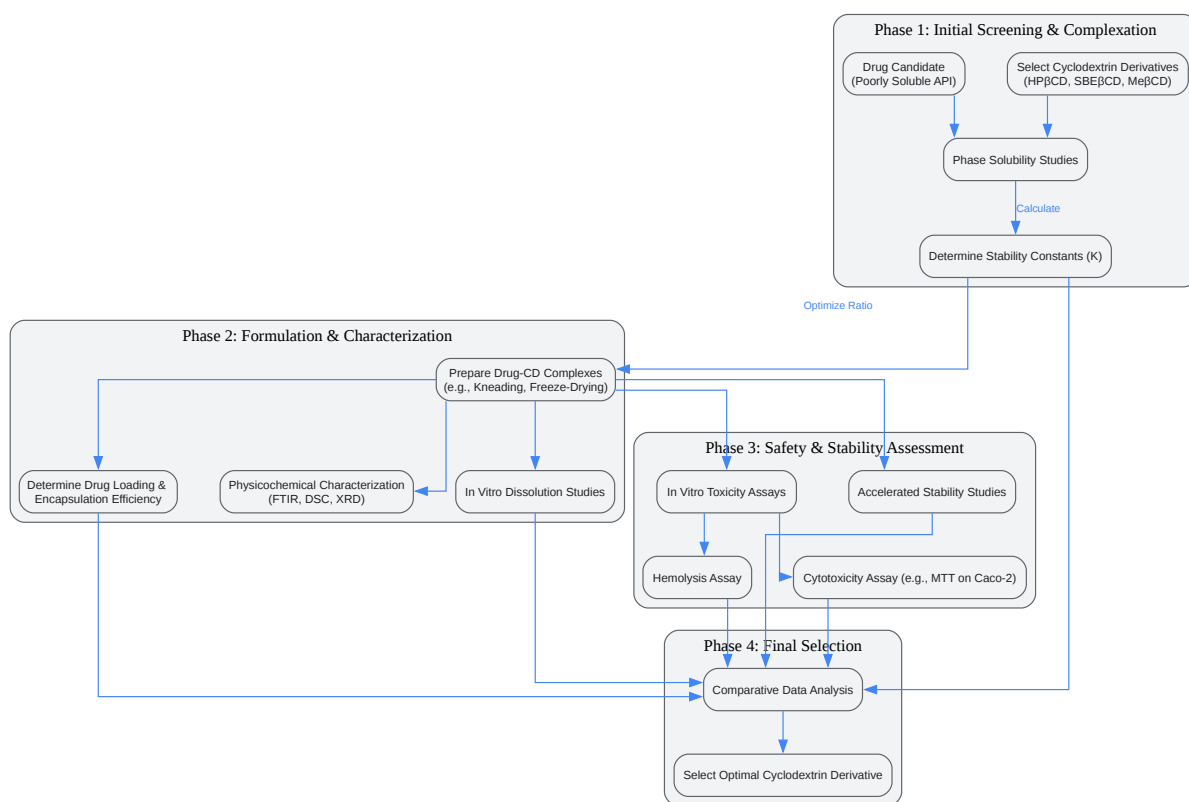 Phase 1: Initial Screening & Complexation
Drug Candidate
(Poorly Soluble API)
Select Cyclodextrin Derivatives
(HPβCD, SBEβCD, MeβCD)
Phase Solubility Studies
Calculate
Determine Stability Constants (K)
Optimize Ratio
Phase 2: Formulation & Characterization
Prepare Drug-CD Complexes
(e.g., Kneading, Freeze-Drying)
Determine Drug Loading &
Encapsulation Efficiency
Physicochemical Characterization
(FTIR, DSC, XRD)
In Vitro Dissolution Studies
Phase 3: Safety & Stability Assessment
In Vitro Toxicity Assays
Accelerated Stability Studies
Hemolysis Assay
Cytotoxicity Assay (e.g., MTT on Caco-2)
Phase 4: Final Selection
Comparative Data Analysis
Select Optimal Cyclodextrin Derivative